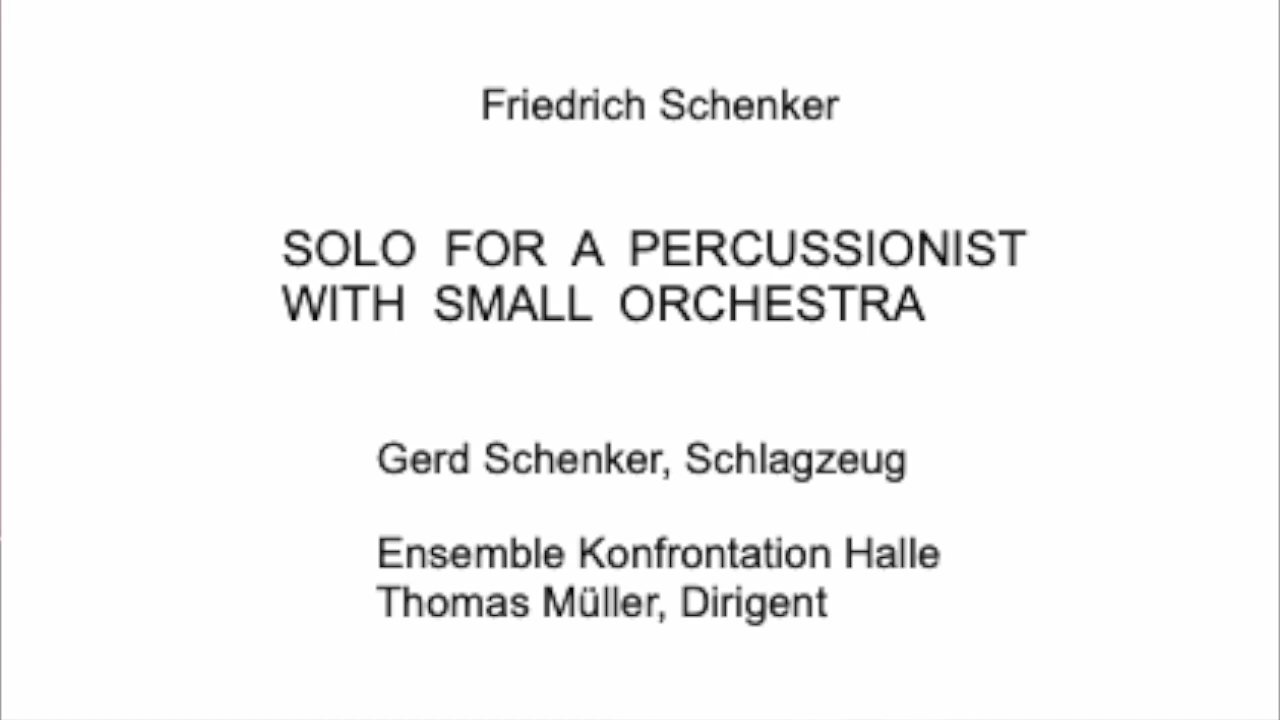 Friedrich Schenker
SOLO FOR A PERCUSSIONIST
WITH SMALL ORCHESTRA
Gerd Schenker, Schlagzeug
Ensemble Konfrontation Halle
Thomas Müller, Dirigent